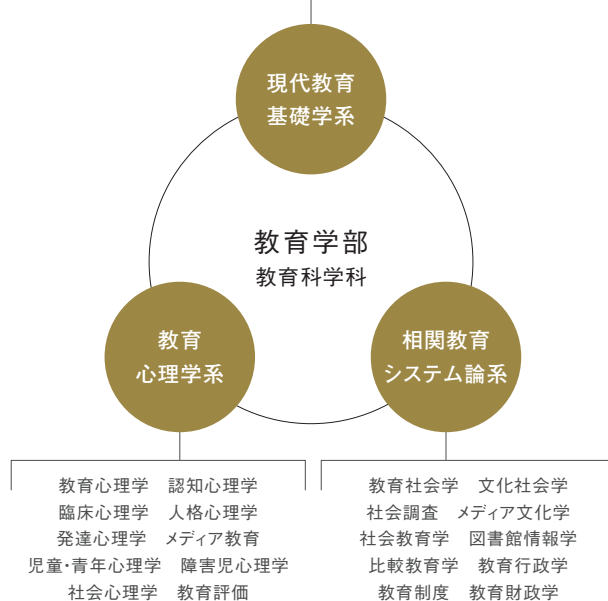 現代教育
基礎学系
教育学部
教育科学科
教育
心理学系
相関教育
システム論系
教育心理学 認知心理学
臨床心理学 人格心理学
発達心理学 メディア教育
児童・青年心理学 障害児心理学
社会心理学 教育評価
教育社会学 文化社会学
社会調査 メディア文化学
社会教育学 図書館情報学
比較教育学 教育行政学
教育制度 教育財政学